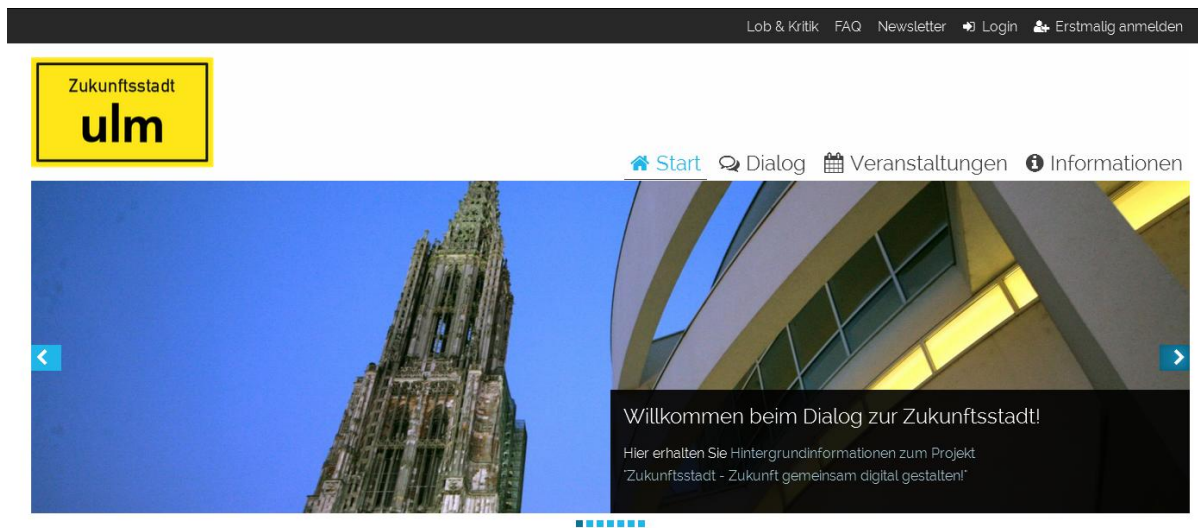 Lob & Kritik FAQ Newsletter Login Erstmalig anmelden
Zukunftsstadt
ulm
Start Dialog Veranstaltungen Informationen
Willkommen beim Dialog zur Zukunftsstadt!
Hier erhalten Sie Hintergrundinformationen zum Projekt
"Zukunftsstadt - Zukunft gemeinsam digital gestalten!"